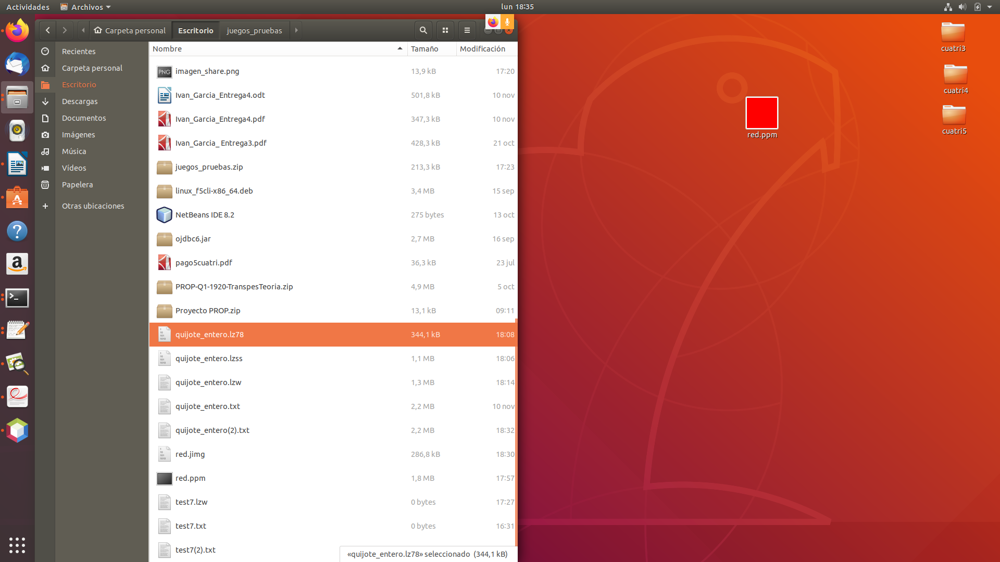 Actividades Archivos lun 18:35
Carpeta personal Escritorio juegos_pruebas
Recientes
Carpeta personal
Escritorio
Descargas
Documentos
Imágenes
Música
Vídeos
Papelera
Otras ubicaciones
Nombre Tamaño Modificación
PNG imagen_share.png 13,9 kB 17:20
Ivan_Garcia_Entrega4.odt 501,8 kB 10 nov
Ivan_Garcia_Entrega4.pdf 347,3 kB 10 nov
Ivan_Garcia_ Entrega3.pdf 428,3 kB 21 oct
juegos_pruebas.zip 213,3 kB 17:23
linux_f5cli-x86_64.deb 3,4 MB 15 sep
NetBeans IDE 8.2 275 bytes 13 oct
ojdbc6.jar 2,7 MB 16 sep
pago5cuatri.pdf 36,3 kB 23 jul
PROP-Q1-1920-TranspesTeoria.zip 4,9 MB 5 oct
Proyecto PROP.zip 13,1 kB 09:11
quijote_entero.lz78 344,1 kB 18:08
quijote_entero.lzss 1,1 MB 18:06
quijote_entero.lzw 1,3 MB 18:14
quijote_entero.txt 2,2 MB 10 nov
quijote_entero(2).txt 2,2 MB 18:32
red.jimg 286,8 kB 18:30
red.ppm 1,8 MB 17:57
test7.lzw 0 bytes 17:27
test7.txt 0 bytes 16:31
test7(2).txt
«quijote_entero.lz78» seleccionado (344,1 kB)
red.ppm
cuatri3
cuatri4
cuatri5